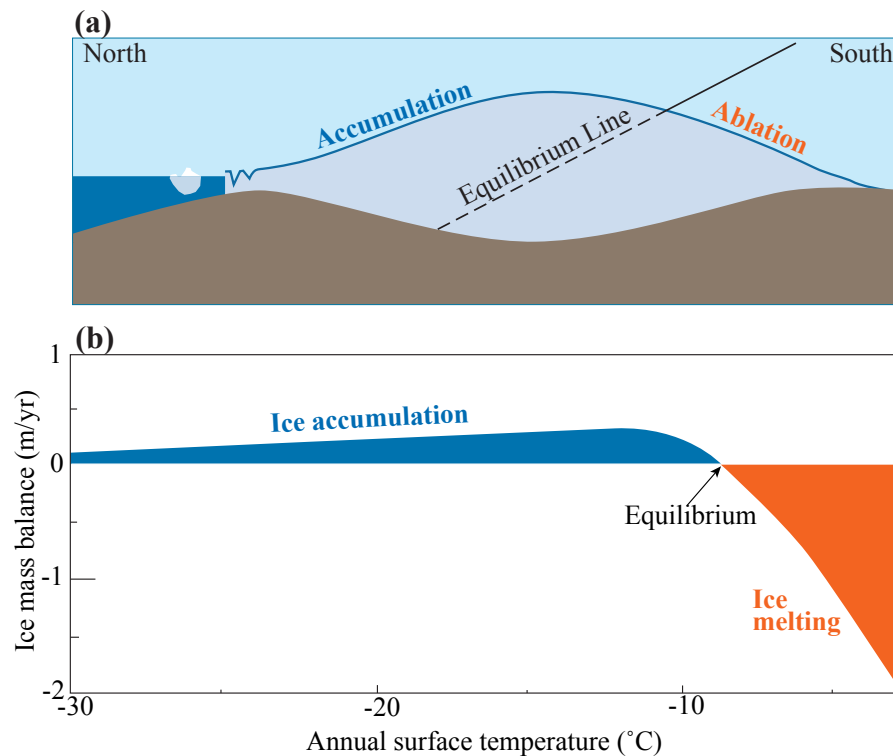 (a)
North
South
Accumulation
Equilibrium Line
Ablation
(b)
1
0
-1
-2
Ice mass balance (m/yr)
Ice accumulation
Equilibrium
Ice
melting
-30
-20
-10
Annual surface temperature (˚C)